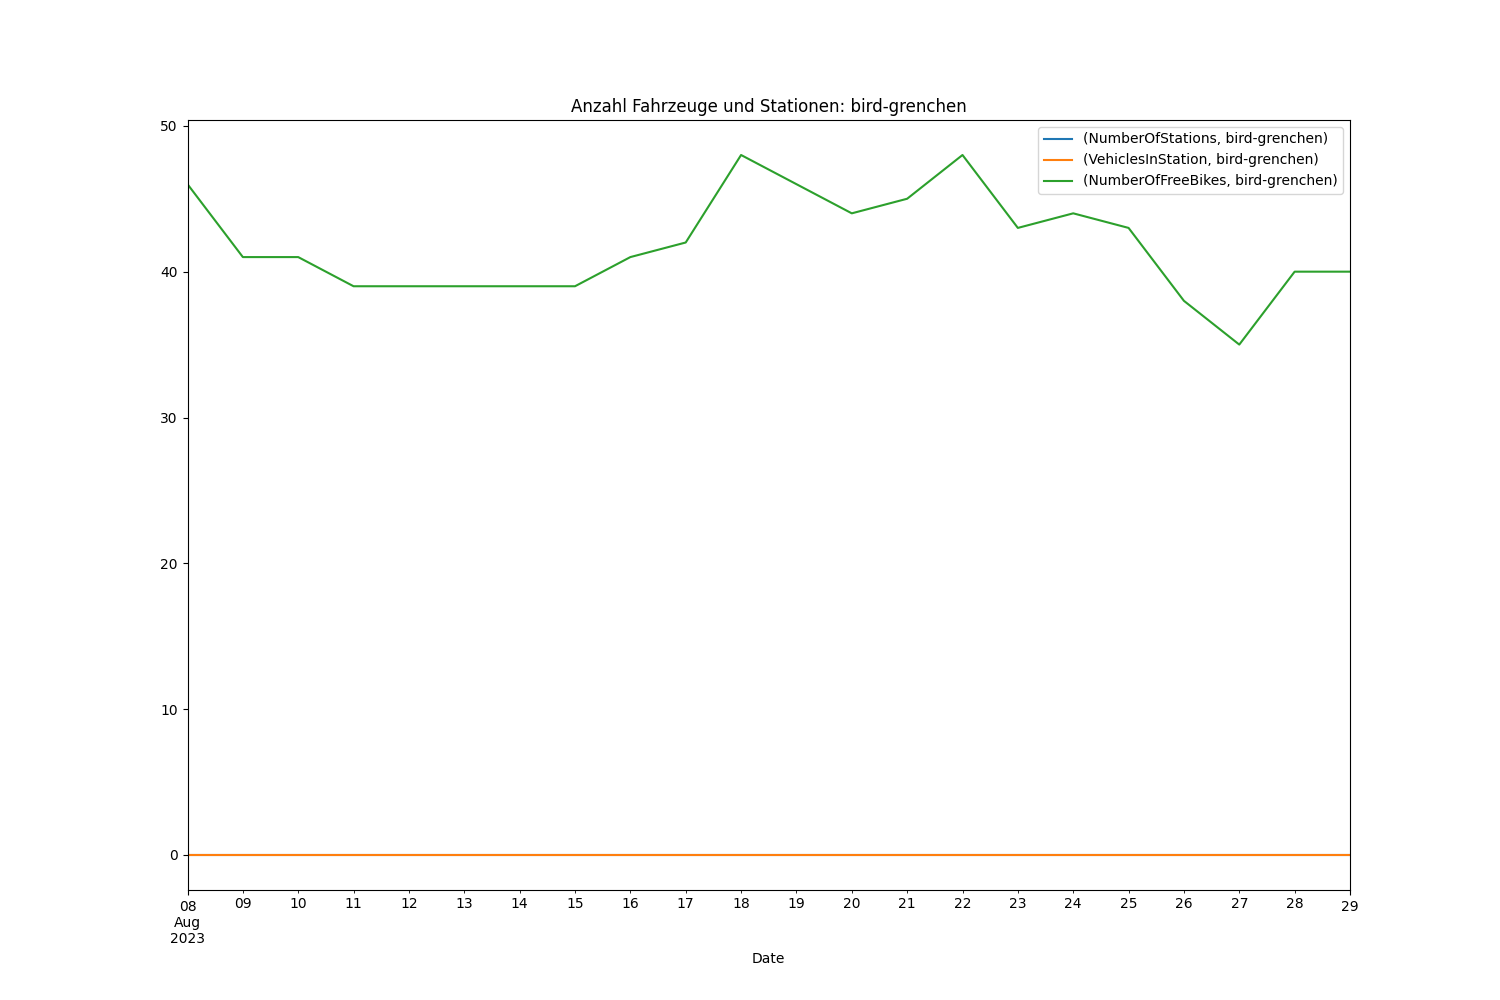 Anzahl Fahrzeuge und Stationen: bird-grenchen
(NumberOfStations, bird-grenchen)
(VehiclesInStation, bird-grenchen)
(NumberOfFreeBikes, bird-grenchen)
50
40
30
20
10
0
08 09 10 11 12 13 14 15 16 17 18 19 20 21 22 23 24 25 26 27 28 29
Aug
2023
Date